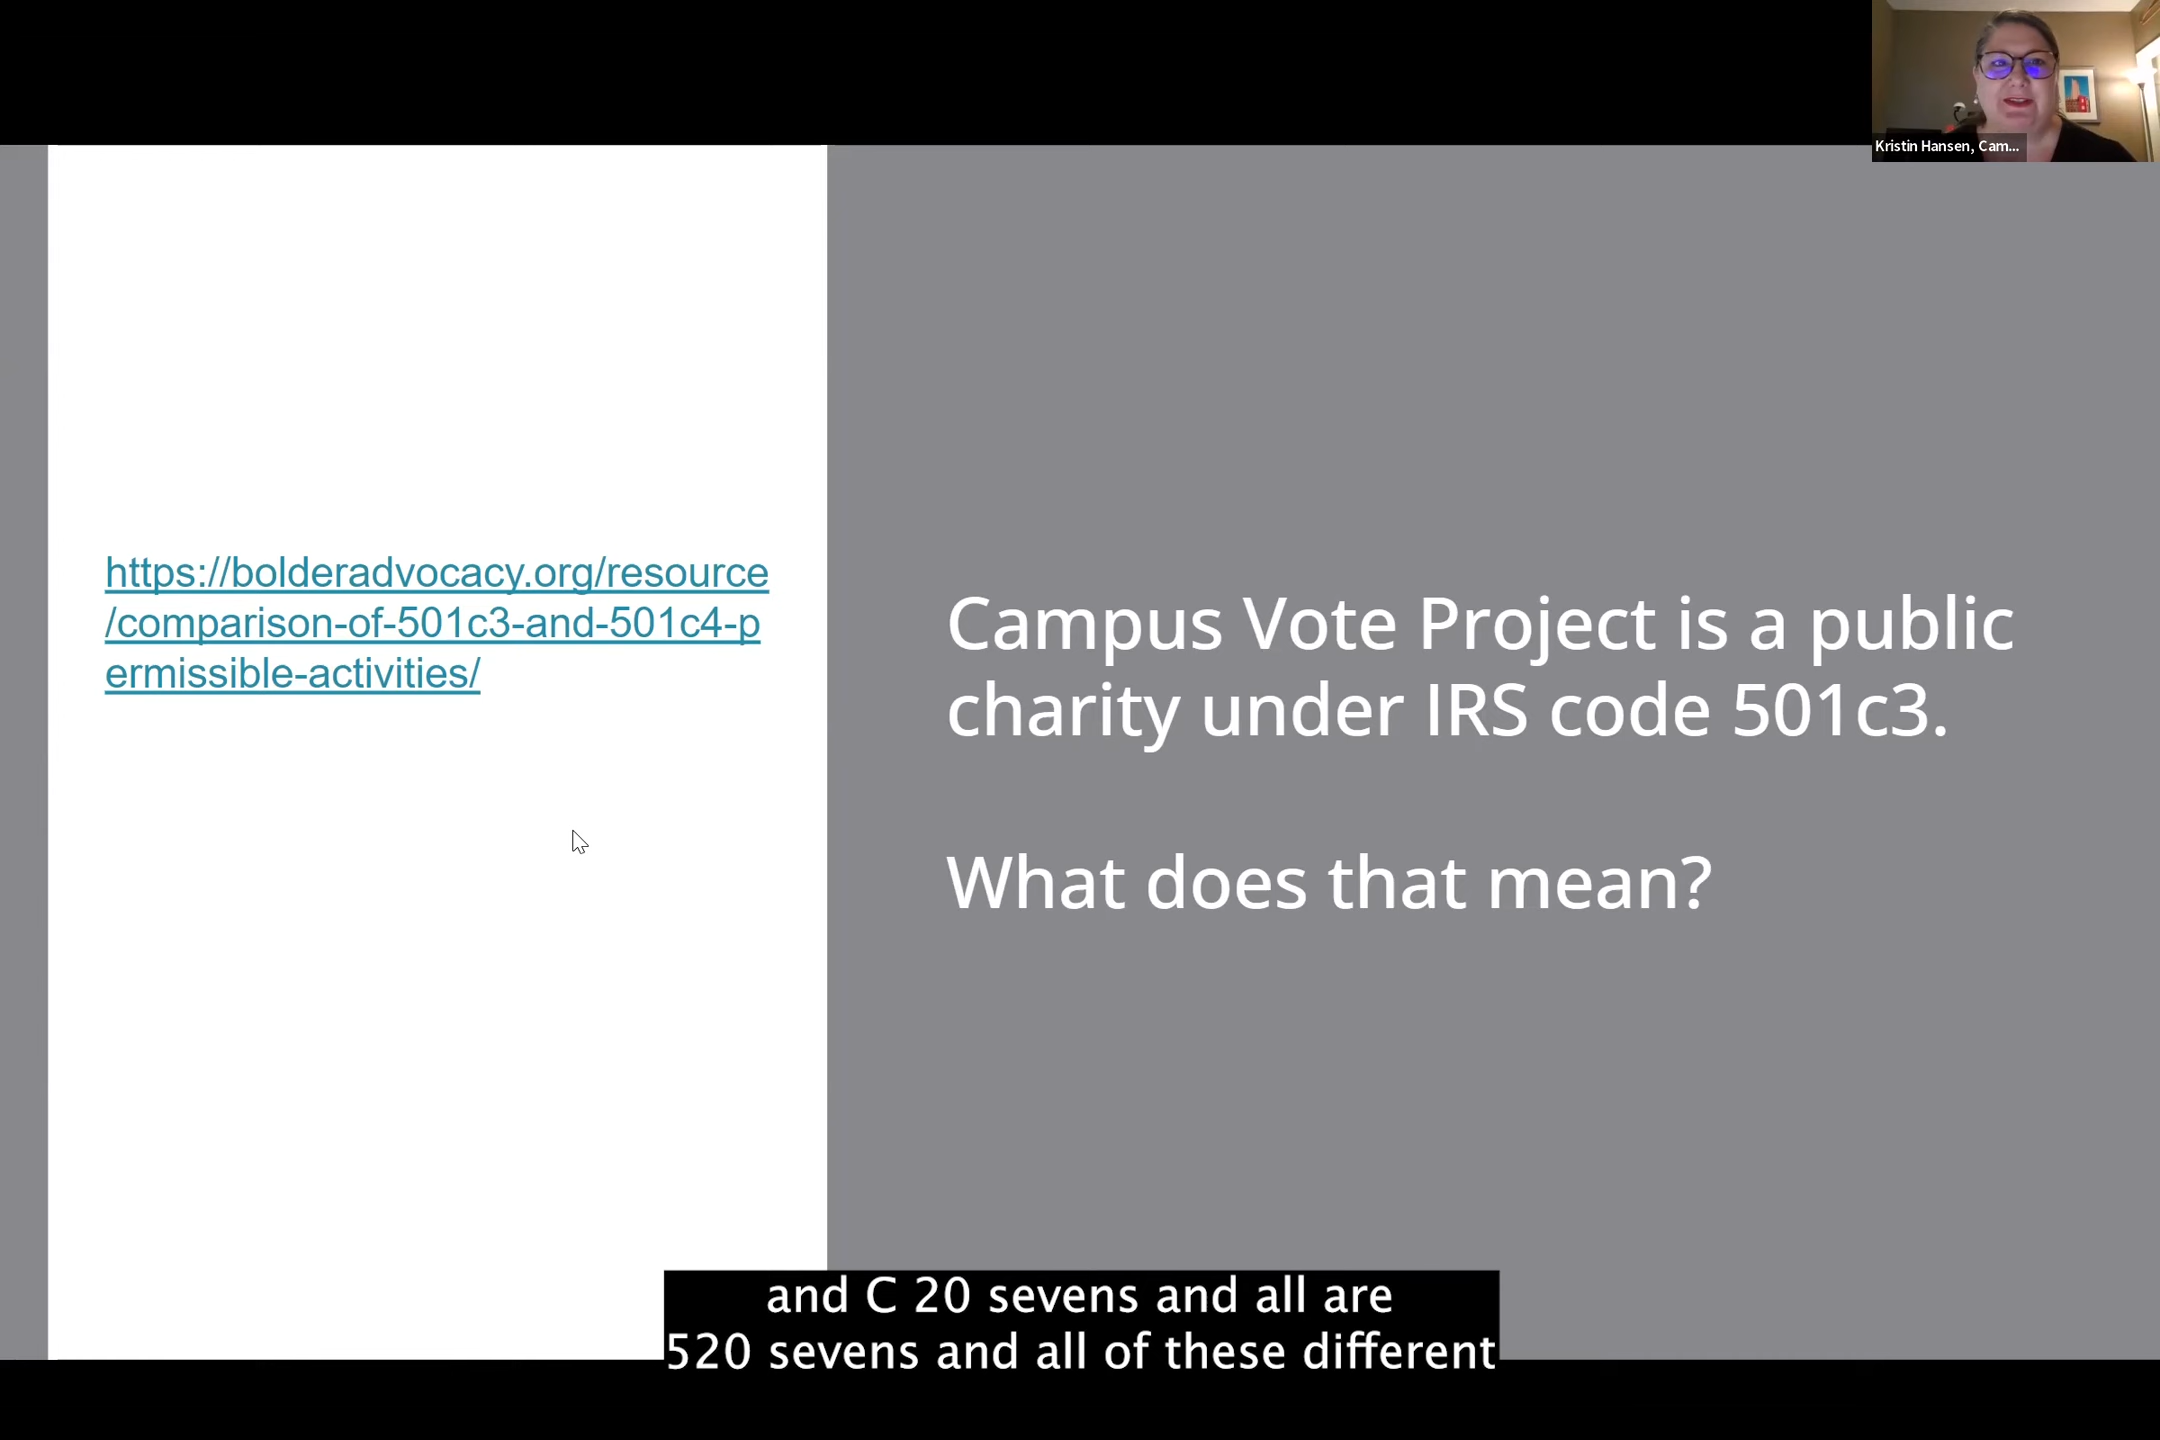 Kristin Hansen, Cam...
https://bolderadvocacy.org/resource
/comparison-of-501c3-and-501c4-p
ermissible-activities/
Campus Vote Project is a public
charity under IRS code 501c3.
What does that mean?
and C 20 sevens and all are
520 sevens and all of these different